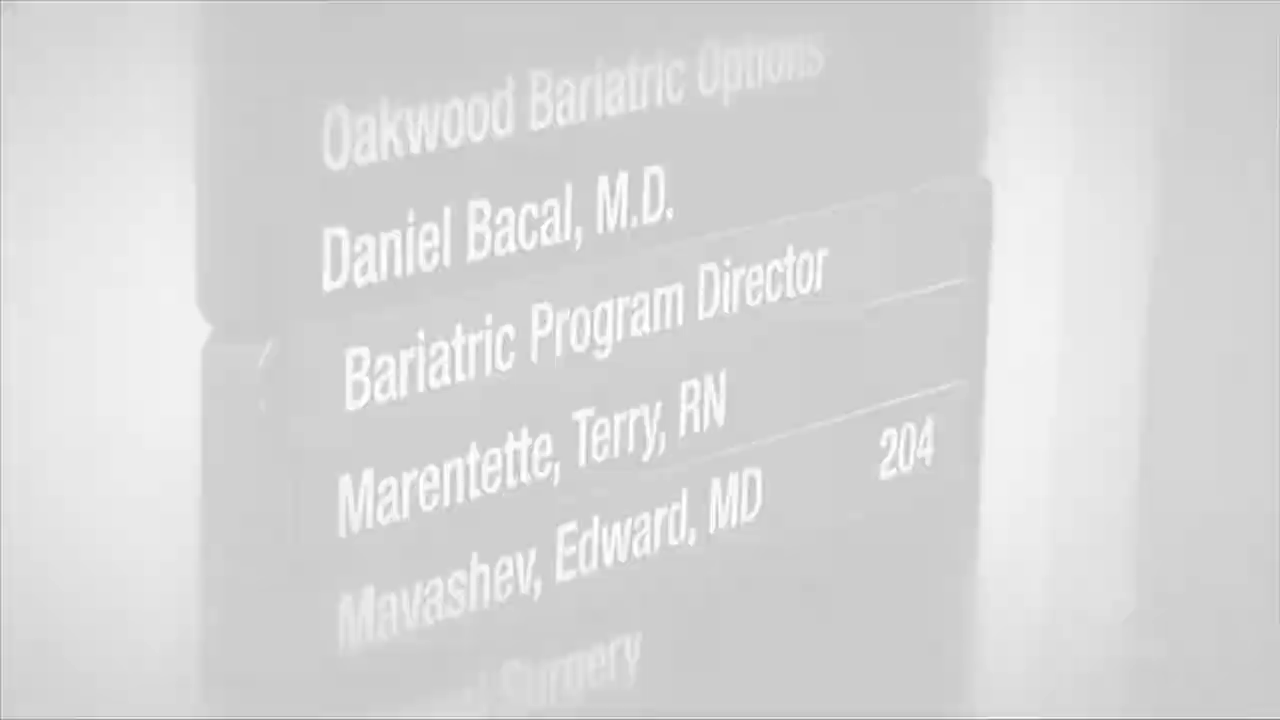 Oakwood Bariatric Options
Daniel Bacal, M.D.
Bariatric Program Director
Marentette, Terry, RN
204
Mavashev, Edward, MD
Surgery